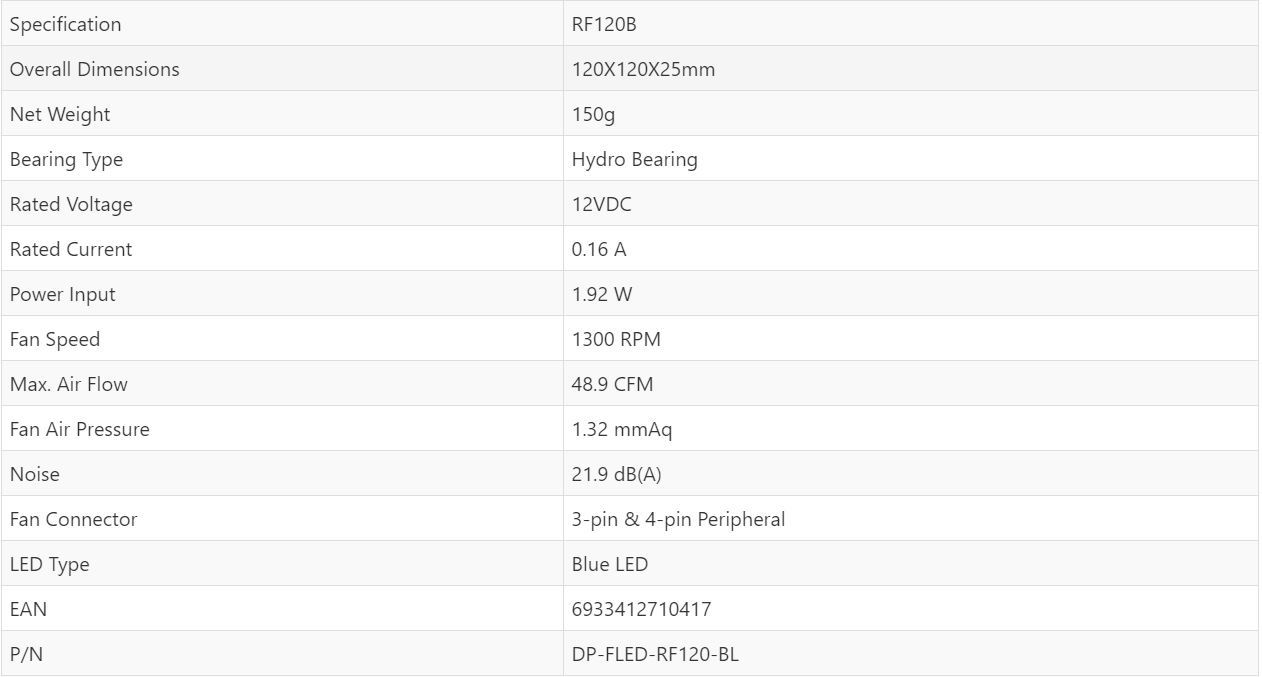 Specification RF120B
Overall Dimensions 120X120X25mm
Net Weight 150g
Bearing Type Hydro Bearing
Rated Voltage 12VDC
Rated Current 0.16 A
Power Input 1.92 W
Fan Speed 1300 RPM
Max. Air Flow 48.9 CFM
Fan Air Pressure 1.32 mmAq
Noise 21.9 dB(A)
Fan Connector 3-pin & 4-pin Peripheral
LED Type Blue LED
EAN 6933412710417
P/N DP-FLED-RF120-BL